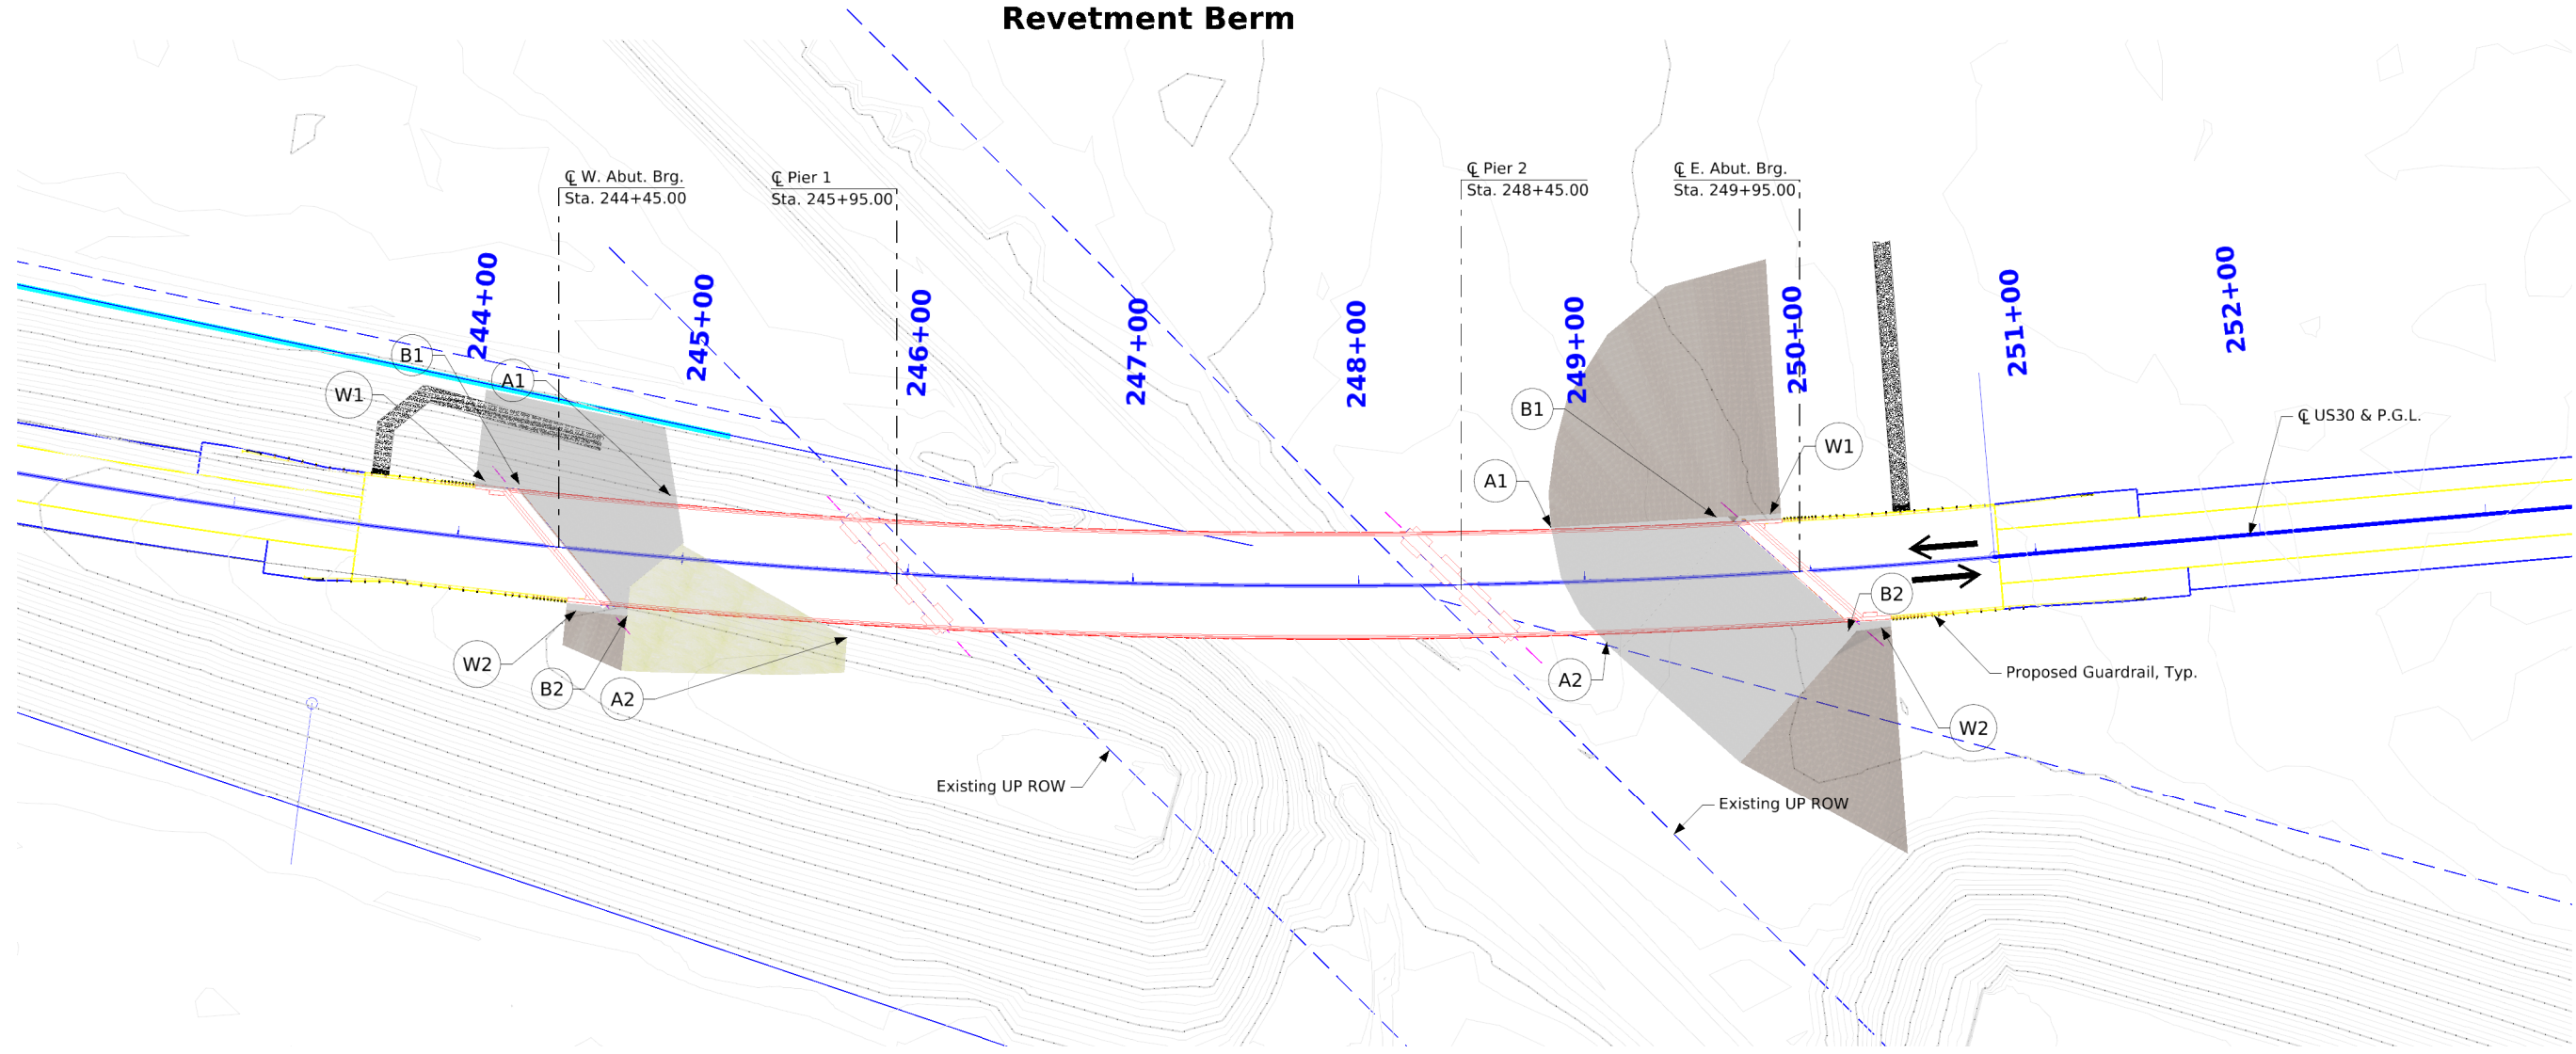 Revetment Berm
℄ W. Abut. Brg.
Sta. 244+45.00
℄ Pier 1
Sta. 245+95.00
℄ Pier 2
Sta. 248+45.00
℄ E. Abut. Brg.
Sta. 249+95.00
244+00
245+00
246+00
247+00
248+00
249+00
250+00
251+00
252+00
B1
A1
W1
W2
B2
A2
B1
W1
A1
B2
A2
W2
℄ US30 & P.G.L.
Proposed Guardrail, Typ.
Existing UP ROW
Existing UP ROW